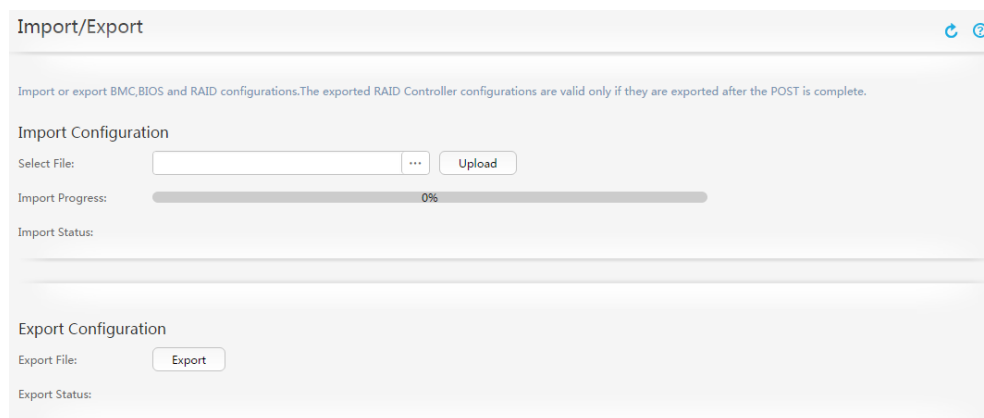 Import/Export
Import or export BMC,BIOS and RAID configurations.The exported RAID Controller configurations are valid only if they are exported after the POST is complete.
Import Configuration
Select File: ... Upload
Import Progress: 0%
Import Status:
Export Configuration
Export File: Export
Export Status: